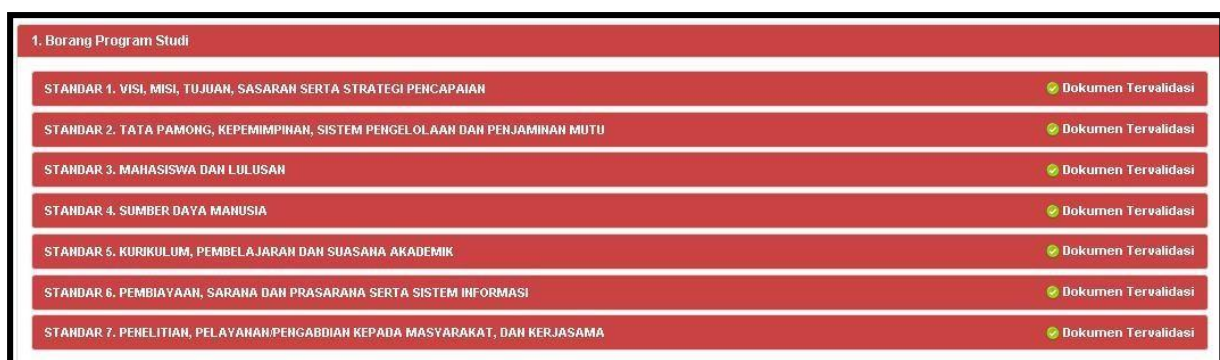 1. Borang Program Studi
STANDAR 1. VISI, MISI, TUJUAN, SASARAN SERTA STRATEGI PENCAPAIAN Dokumen Tervalidasi
STANDAR 2. TATA PAMONG, KEPEMIMPINAN, SISTEM PENGELOLAAN DAN PENJAMINAN MUTU Dokumen Tervalidasi
STANDAR 3. MAHASISWA DAN LULUSAN Dokumen Tervalidasi
STANDAR 4. SUMBER DAYA MANUSIA Dokumen Tervalidasi
STANDAR 5. KURIKULUM, PEMBELAJARAN DAN SUASANA AKADEMIK Dokumen Tervalidasi
STANDAR 6. PEMBIAYAAN, SARANA DAN PRASARANA SERTA SISTEM INFORMASI Dokumen Tervalidasi
STANDAR 7. PENELITIAN, PELAYANAN/PENGABDIAN KEPADA MASYARAKAT, DAN KERJASAMA Dokumen Tervalidasi